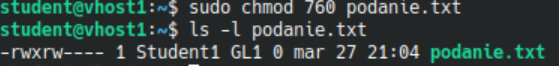 student@vhost1:~$ sudo chmod 760 podanie.txt
student@vhost1:~$ ls -l podanie.txt
-rwxrw---- 1 Student1 GL1 0 mar 27 21:04 podanie.txt